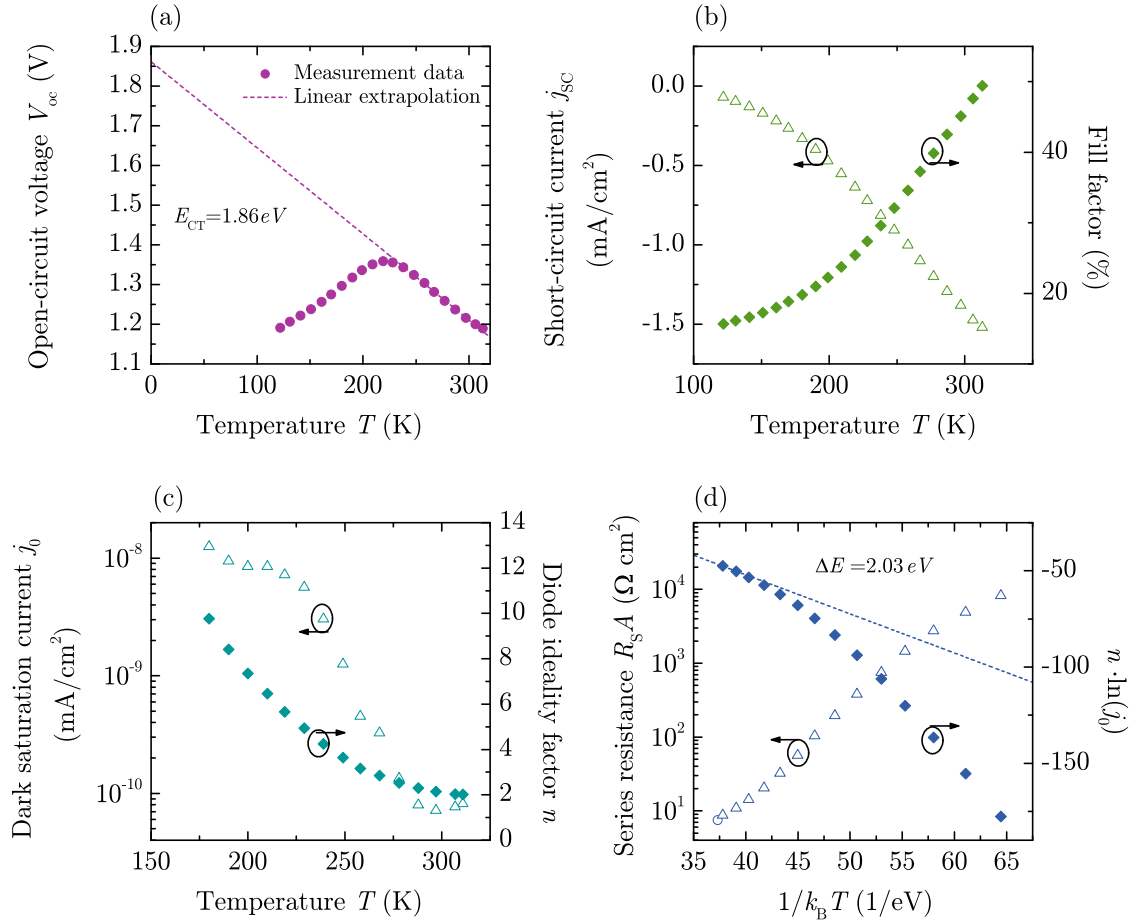 (a)
Open-circuit voltage V_oc (V)
1.9
1.8
1.7
1.6
1.5
1.4
1.3
1.2
1.1
Measurement data
Linear extrapolation
E_CT=1.86eV
0
100
200
300
Temperature T (K)
(b)
Short-circuit current j_SC
(mA/cm²)
0.0
-0.5
-1.0
-1.5
40
20
Fill factor (%)
100
200
300
Temperature T (K)
(c)
Dark saturation current j_0
(mA/cm²)
10⁻⁸
10⁻⁹
10⁻¹⁰
14
12
10
8
6
4
2
0
Diode ideality factor n
150
200
250
300
Temperature T (K)
(d)
Series resistance R_S A (Ω cm²)
10⁴
10³
10²
10¹
ΔE=2.03 eV
-50
-100
-150
n·ln(j_0)
35
40
45
50
55
60
65
1/k_B T (1/eV)